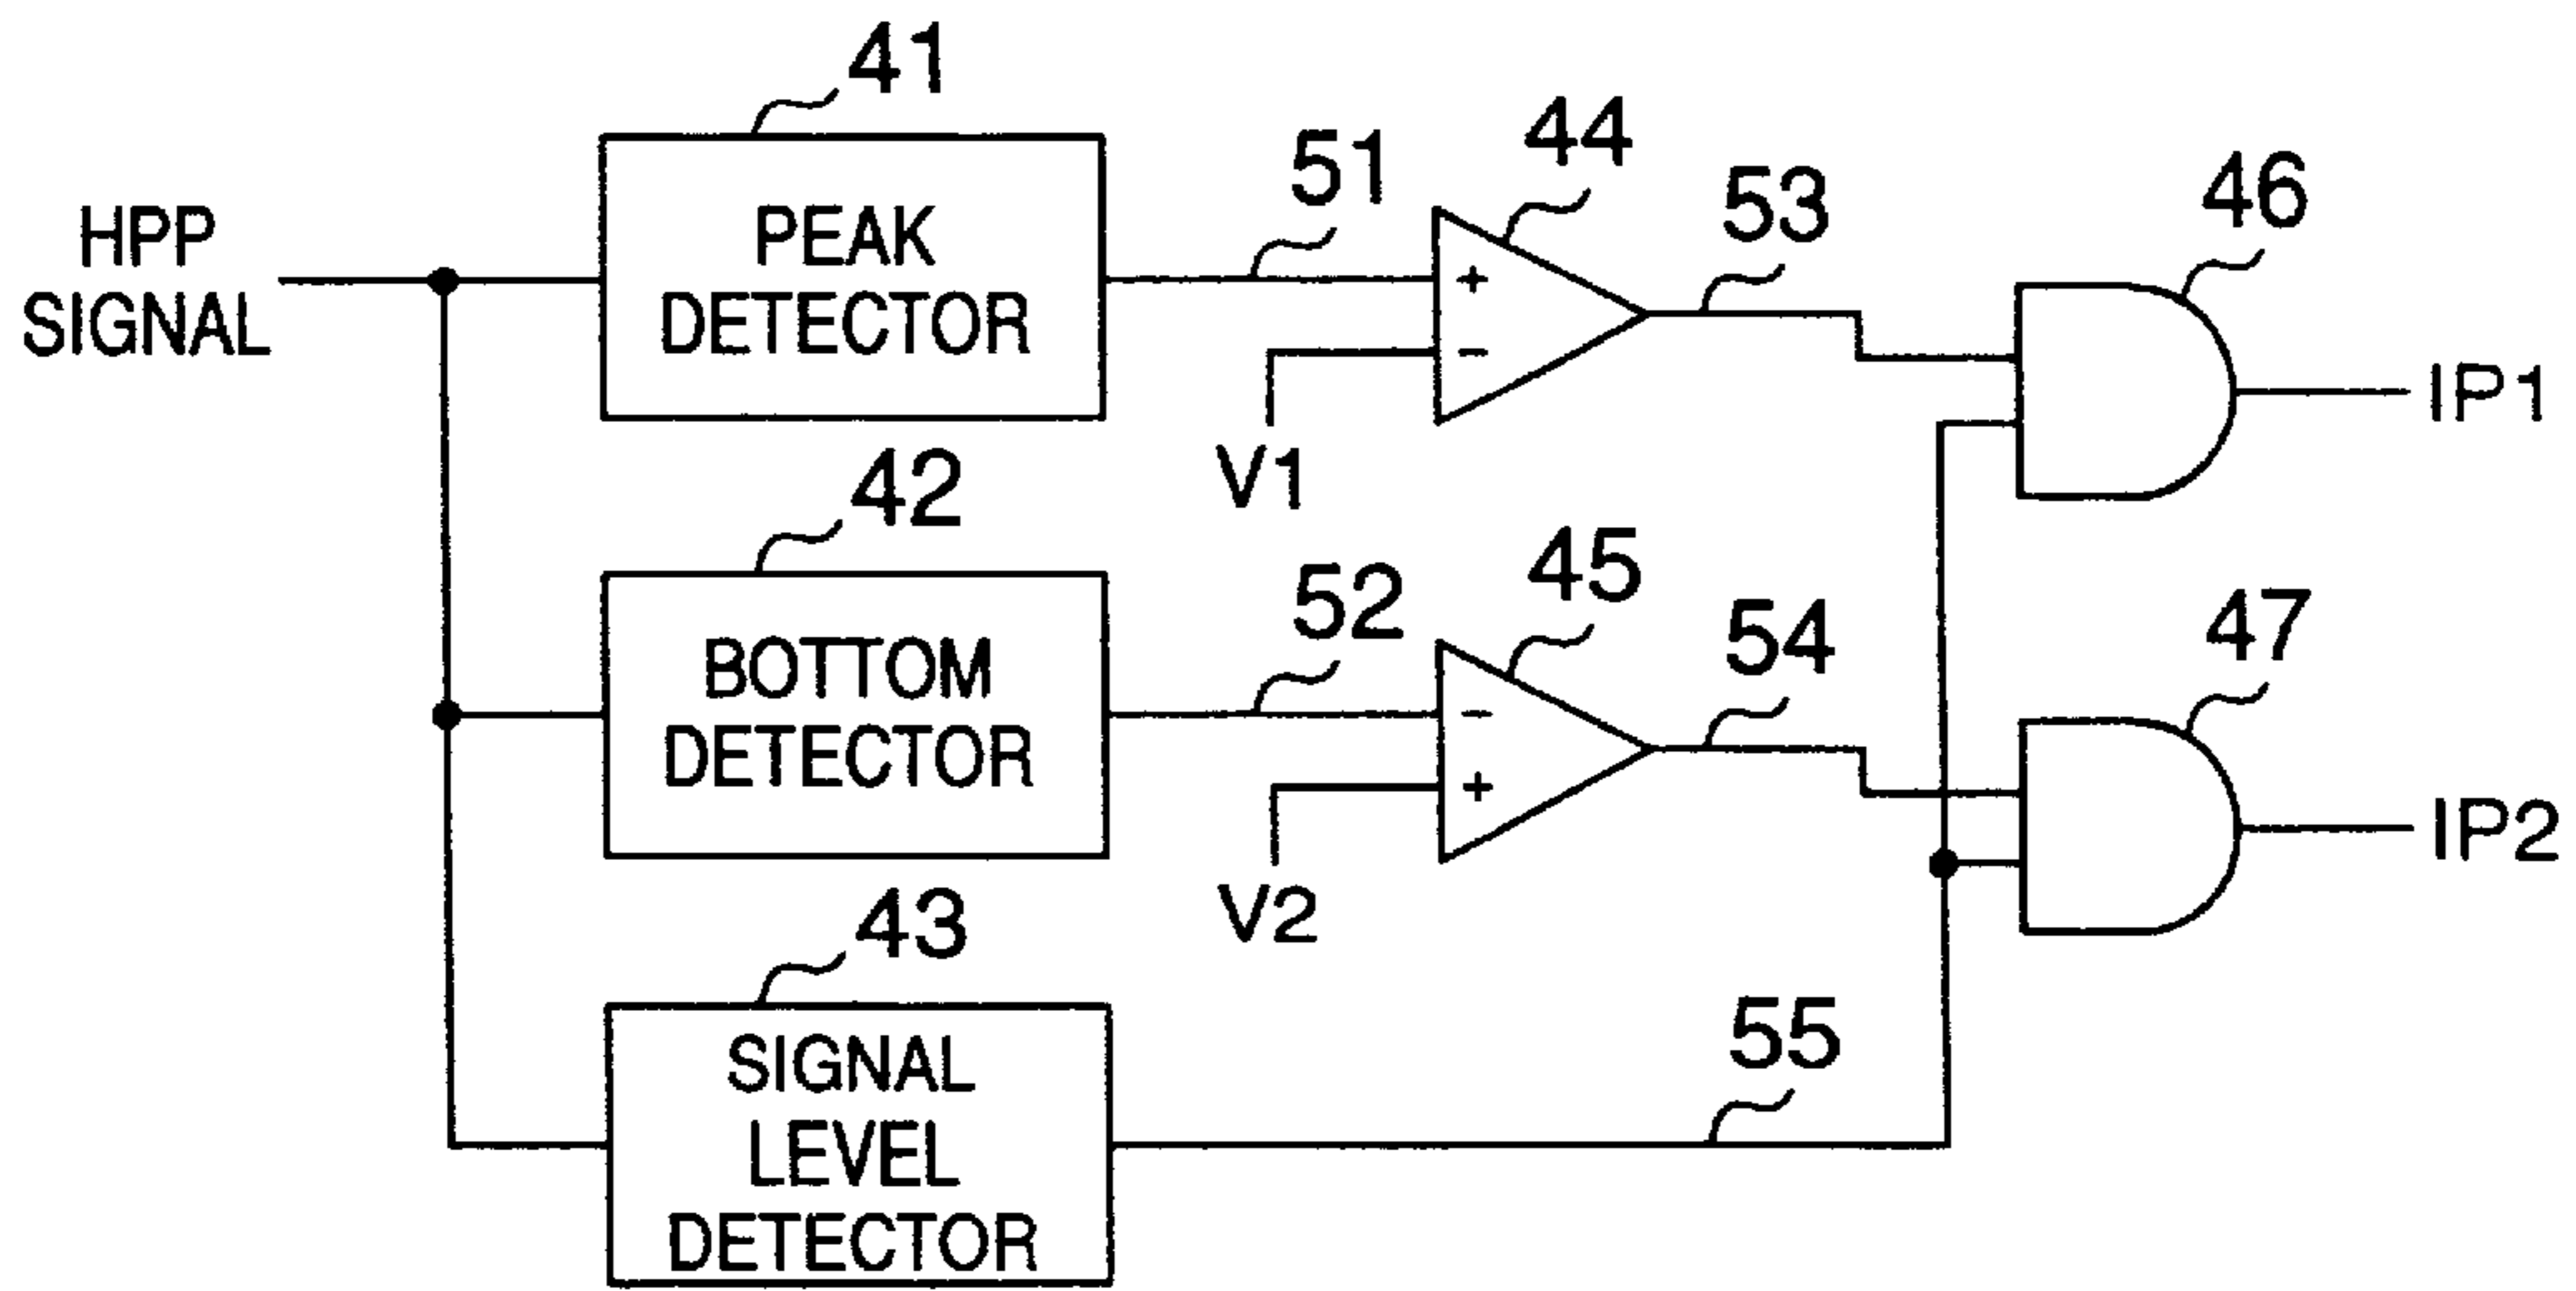 41
HPP
SIGNAL
PEAK
DETECTOR
51
+
−
V1
44
53
46
IP1
42
BOTTOM
DETECTOR
52
−
+
V2
45
54
47
IP2
43
SIGNAL
LEVEL
DETECTOR
55